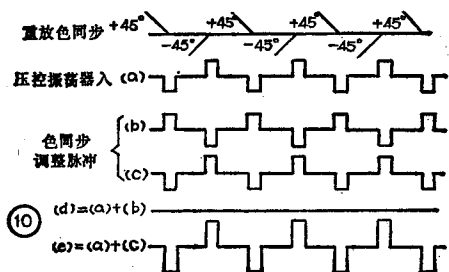 重放色同步 +45° +45° +45° +45°
-45° -45° -45°
压控振荡器入 (a)
色同步调整脉冲 (b)
(c)
⑩ (d)=(a)+(b)
(e)=(a)+(c)